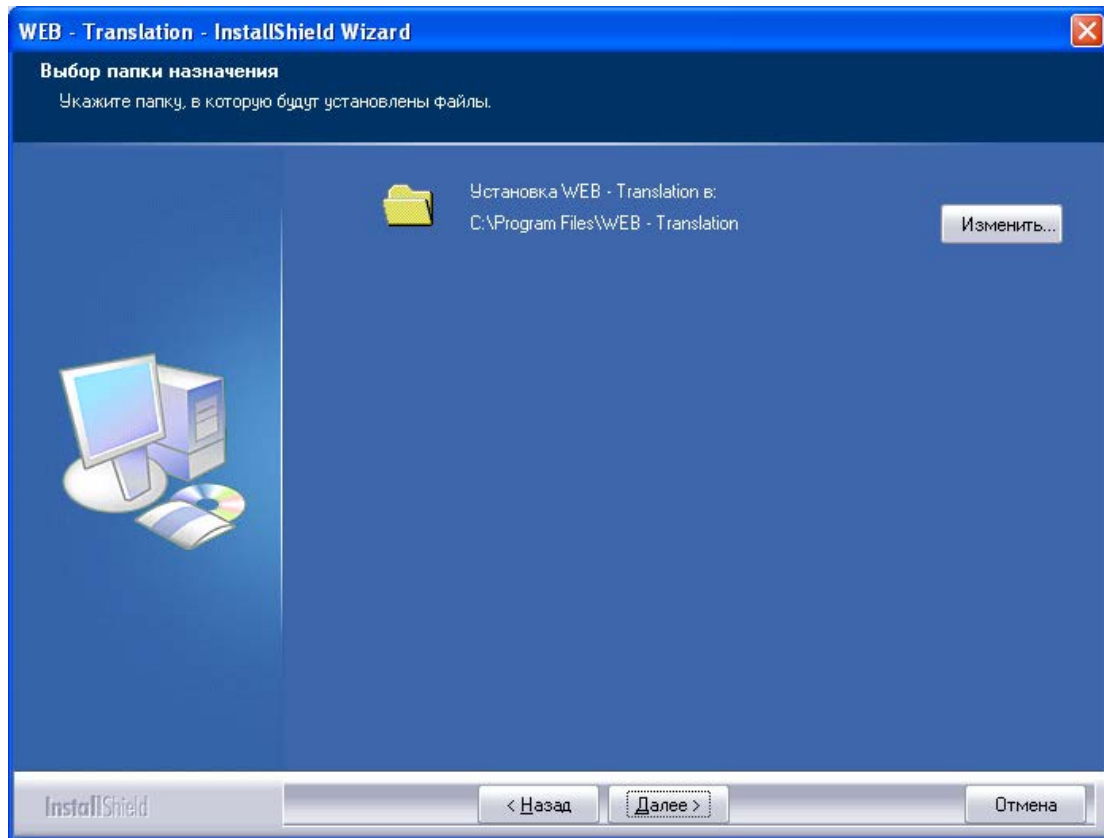 WEB - Translation - InstallShield Wizard
Выбор папки назначения
Укажите папку, в которую будут установлены файлы.
Установка WEB - Translation в:
C:\Program Files\WEB - Translation
Изменить...
InstallShield
< Назад
Далее >
Отмена